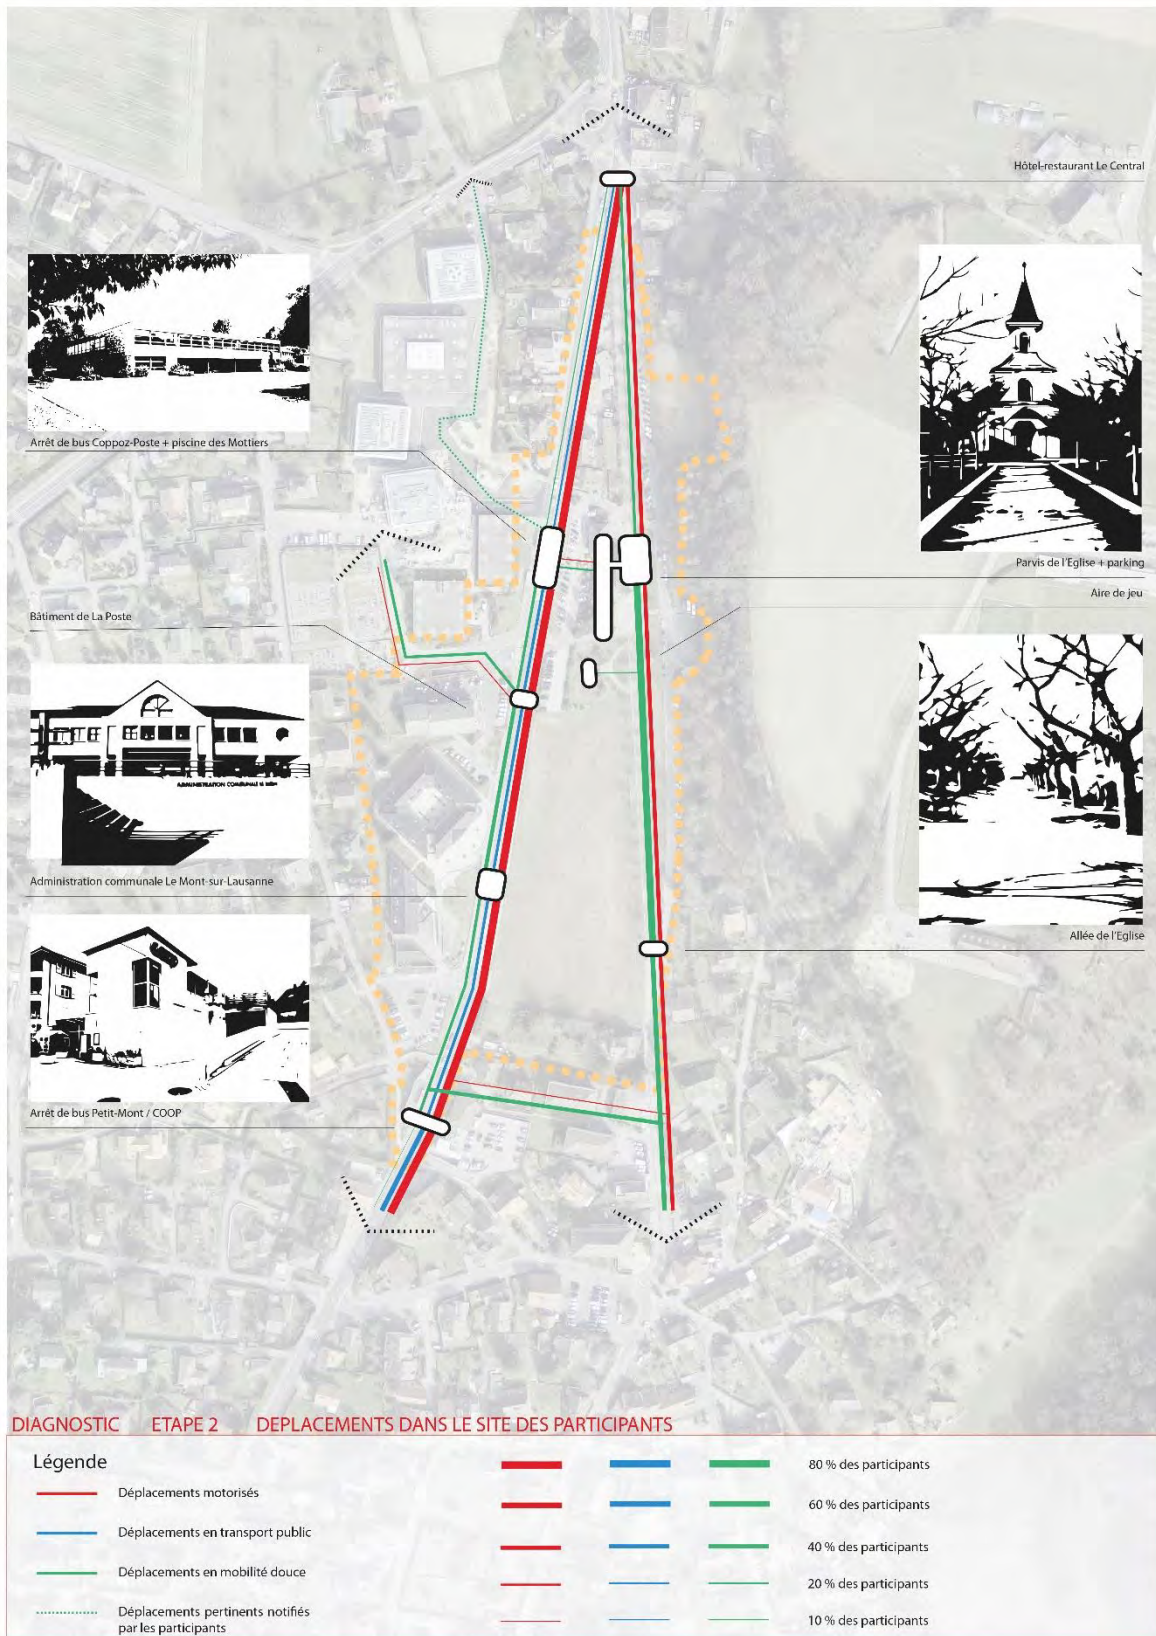 Hôtel-restaurant Le Central
Arrêt de bus Coppoz-Poste + piscine des Mottiers
Parvis de l'Eglise + parking
Aire de jeu
Bâtiment de La Poste
ADMINISTRATION COMMUNALE
Administration communale Le Mont-sur-Lausanne
Allée de l'Eglise
Arrêt de bus Petit-Mont / COOP
DIAGNOSTIC ETAPE 2 DEPLACEMENTS DANS LE SITE DES PARTICIPANTS
Légende
Déplacements motorisés
Déplacements en transport public
Déplacements en mobilité douce
Déplacements pertinents notifiés
par les participants
80 % des participants
60 % des participants
40 % des participants
20 % des participants
10 % des participants